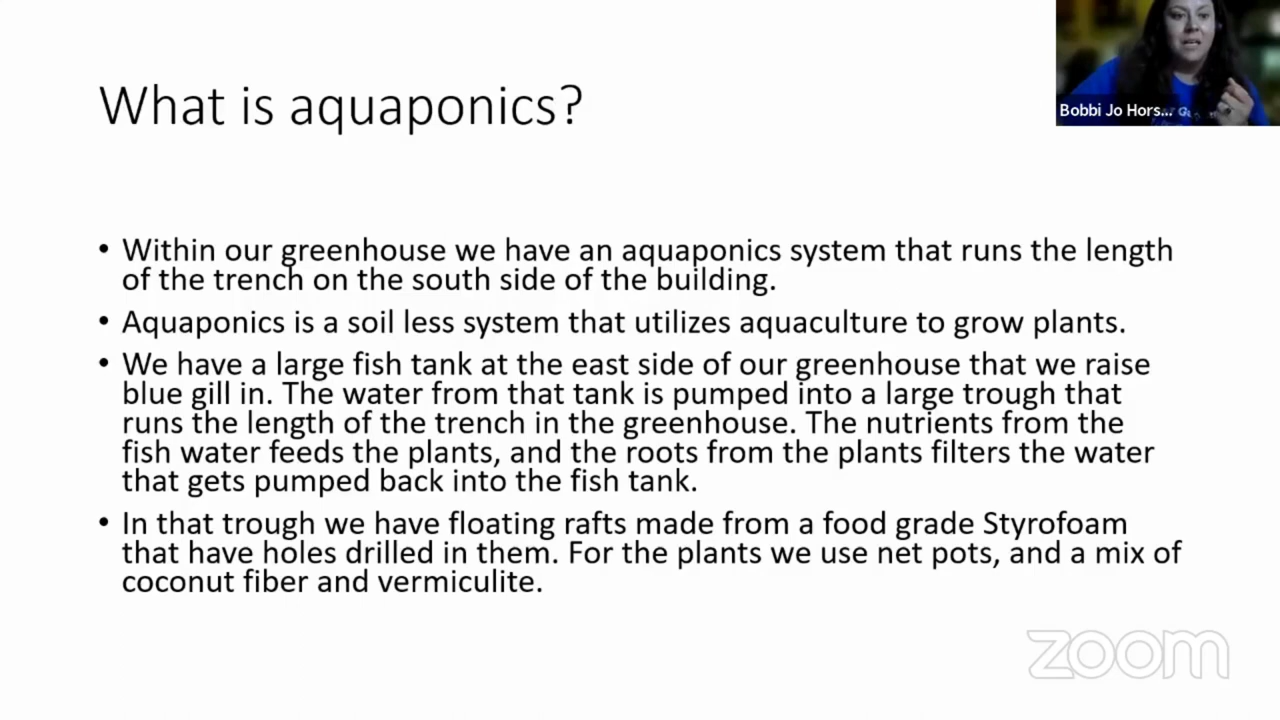 What is aquaponics?
Bobbi Jo Hors...
• Within our greenhouse we have an aquaponics system that runs the length
of the trench on the south side of the building.
• Aquaponics is a soil less system that utilizes aquaculture to grow plants.
• We have a large fish tank at the east side of our greenhouse that we raise
blue gill in. The water from that tank is pumped into a large trough that
runs the length of the trench in the greenhouse. The nutrients from the
fish water feeds the plants, and the roots from the plants filters the water
that gets pumped back into the fish tank.
• In that trough we have floating rafts made from a food grade Styrofoam
that have holes drilled in them. For the plants we use net pots, and a mix of
coconut fiber and vermiculite.
zoom